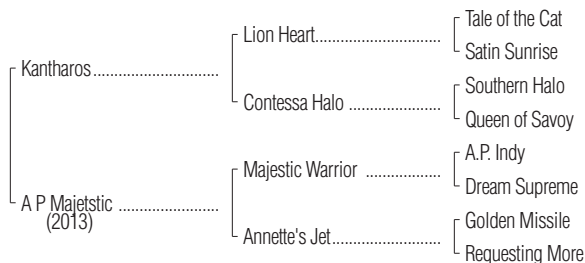 Tale of the Cat
Lion Heart
Satin Sunrise
Kantharos
Southern Halo
Contessa Halo
Queen of Savoy
A.P. Indy
Majestic Warrior
Dream Supreme
A P Majetstic
(2013)
Golden Missile
Annette's Jet
Requesting More